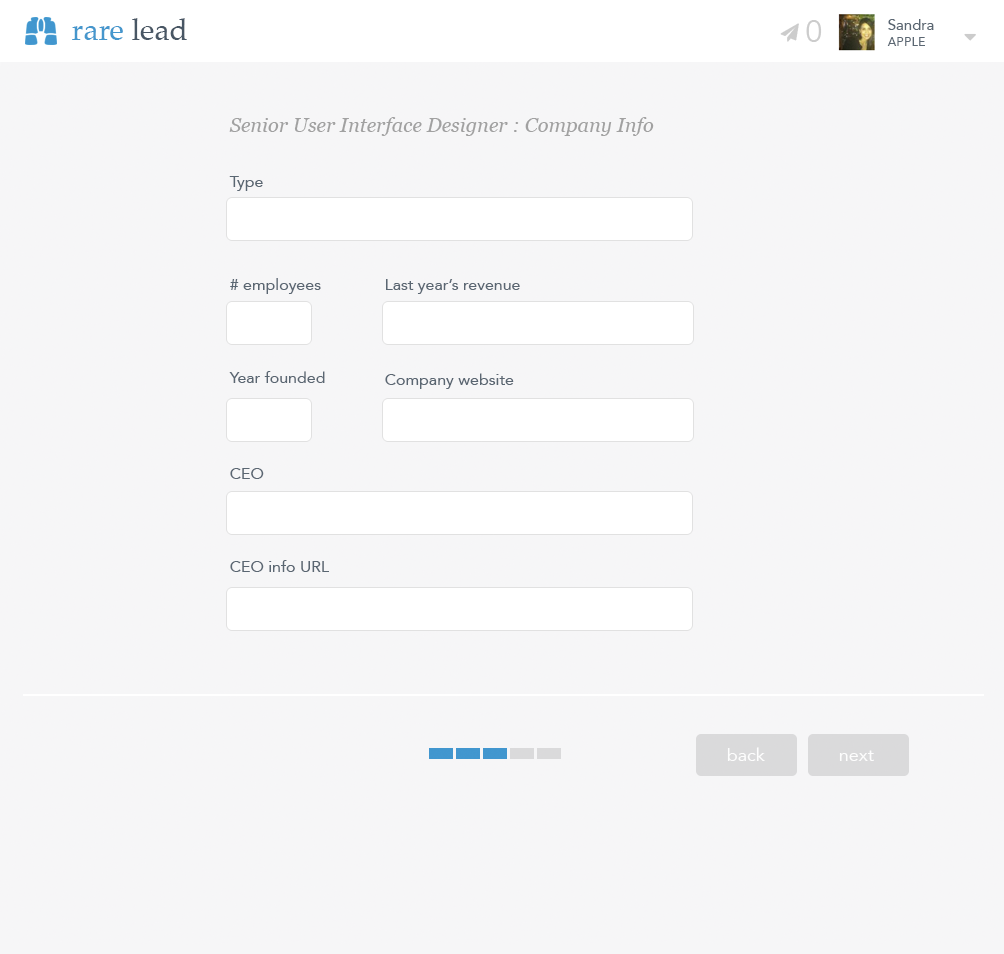 rare lead
0
Sandra
APPLE
Senior User Interface Designer : Company Info
Type
# employees
Last year’s revenue
Year founded
Company website
CEO
CEO info URL
back
next